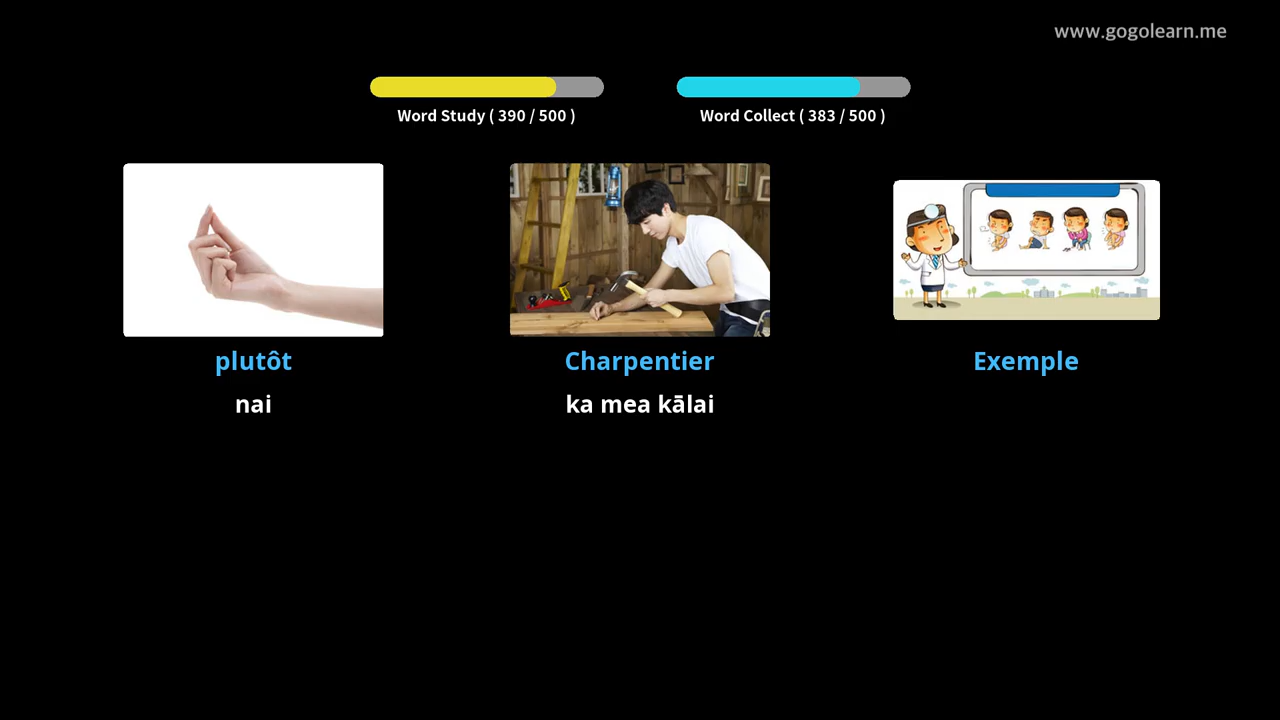 www.gogolearn.me
Word Study ( 390 / 500 )
Word Collect ( 383 / 500 )
plutôt
nai
Charpentier
ka mea kālai
Exemple